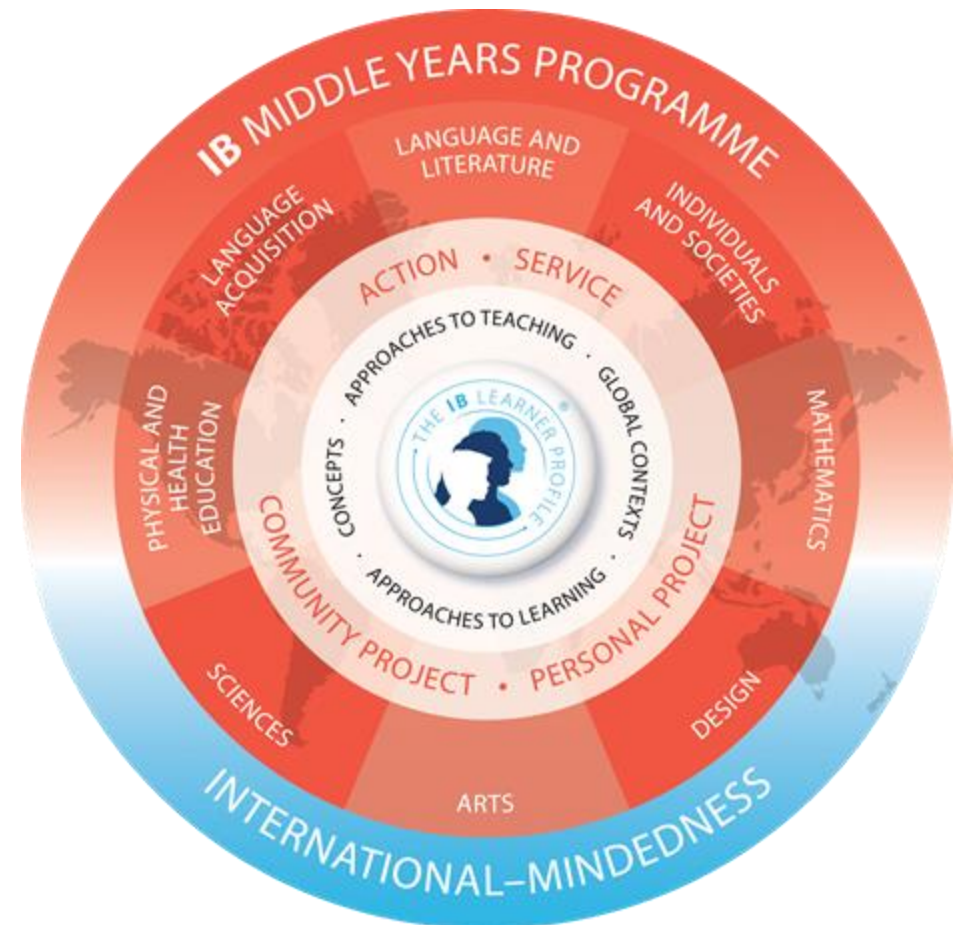 IB MIDDLE YEARS PROGRAMME
LANGUAGE AND
LITERATURE
INDIVIDUALS
AND SOCIETIES
MATHEMATICS
DESIGN
ARTS
SCIENCES
PHYSICAL AND
HEALTH
EDUCATION
LANGUAGE
ACQUISITION
ACTION • SERVICE
COMMUNITY PROJECT • PERSONAL PROJECT
APPROACHES TO TEACHING · GLOBAL CONTEXTS ·
APPROACHES TO LEARNING · CONCEPTS ·
THE IB LEARNER PROFILE®
INTERNATIONAL–MINDEDNESS